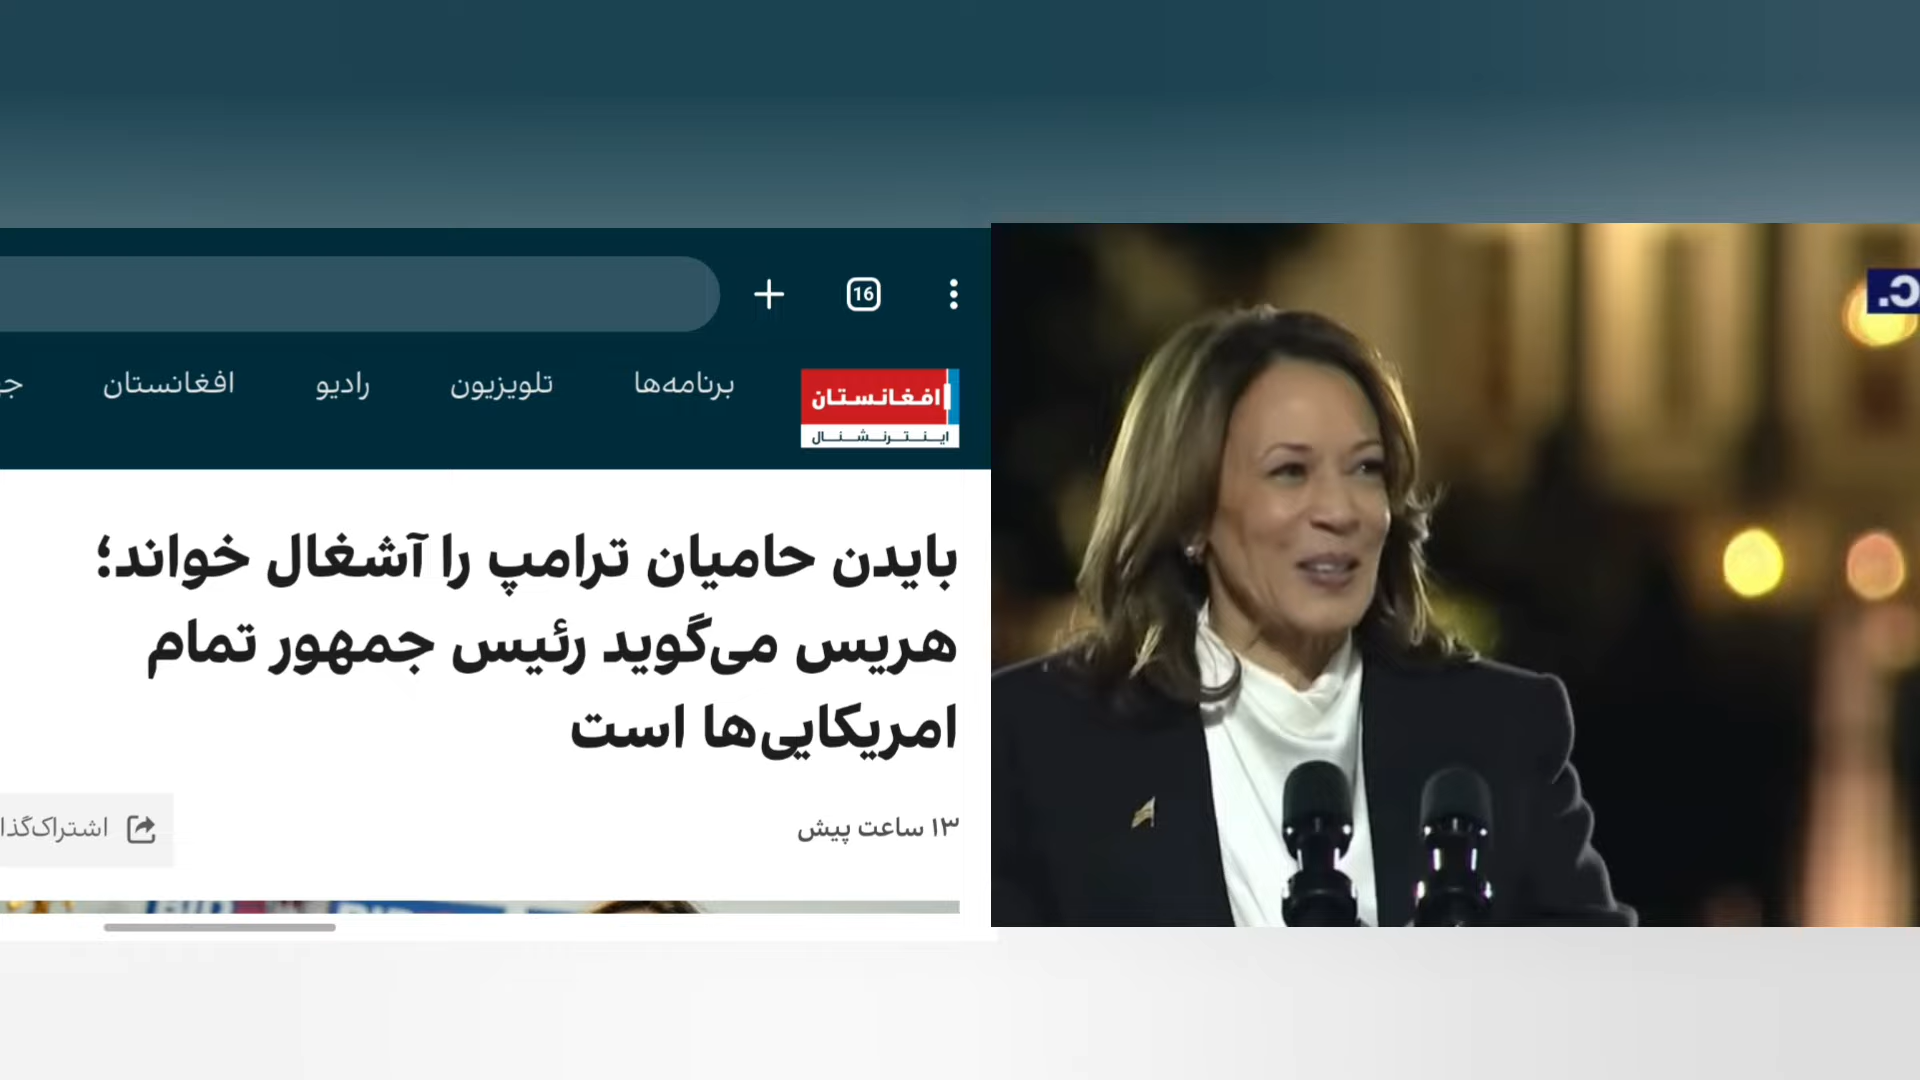 16
برنامه‌ها
تلویزیون
رادیو
افغانستان
افغانستان
اینترنشنال
بایدن حامیان ترامپ را آشغال خواند؛
هریس می‌گوید رئیس جمهور تمام
امریکایی‌ها است
۱۳ ساعت پیش